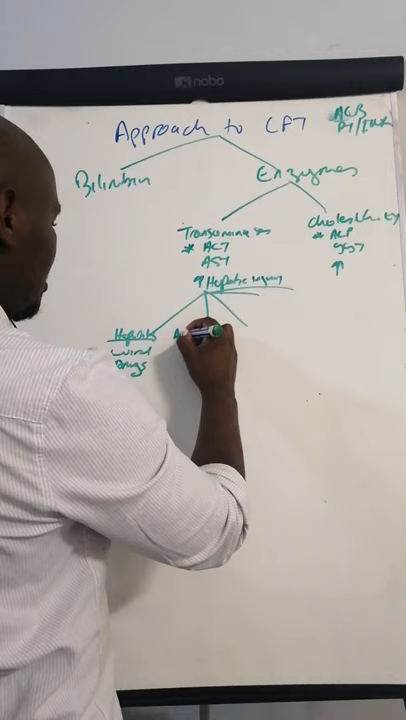 nobo
Approach to LFT
ALB
PT/INR
Bilirubin
Enzymes
Transaminases
* ALT
AST
↑ Hepatic injury
Cholestatic
* ALP
GGT
↑
Hepatitis
Viral
Drugs
A